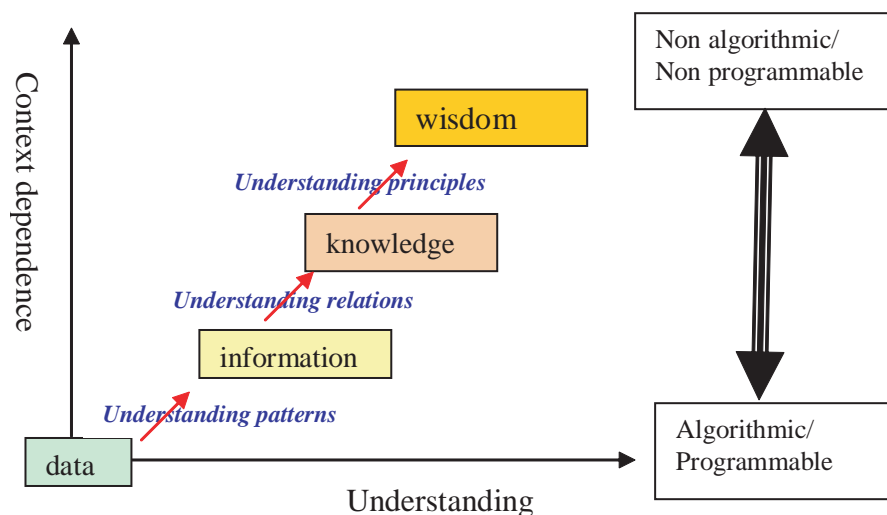 Non algorithmic/
Non programmable
Context dependence
wisdom
Understanding principles
knowledge
Understanding relations
information
Understanding patterns
data
Algorithmic/
Programmable
Understanding